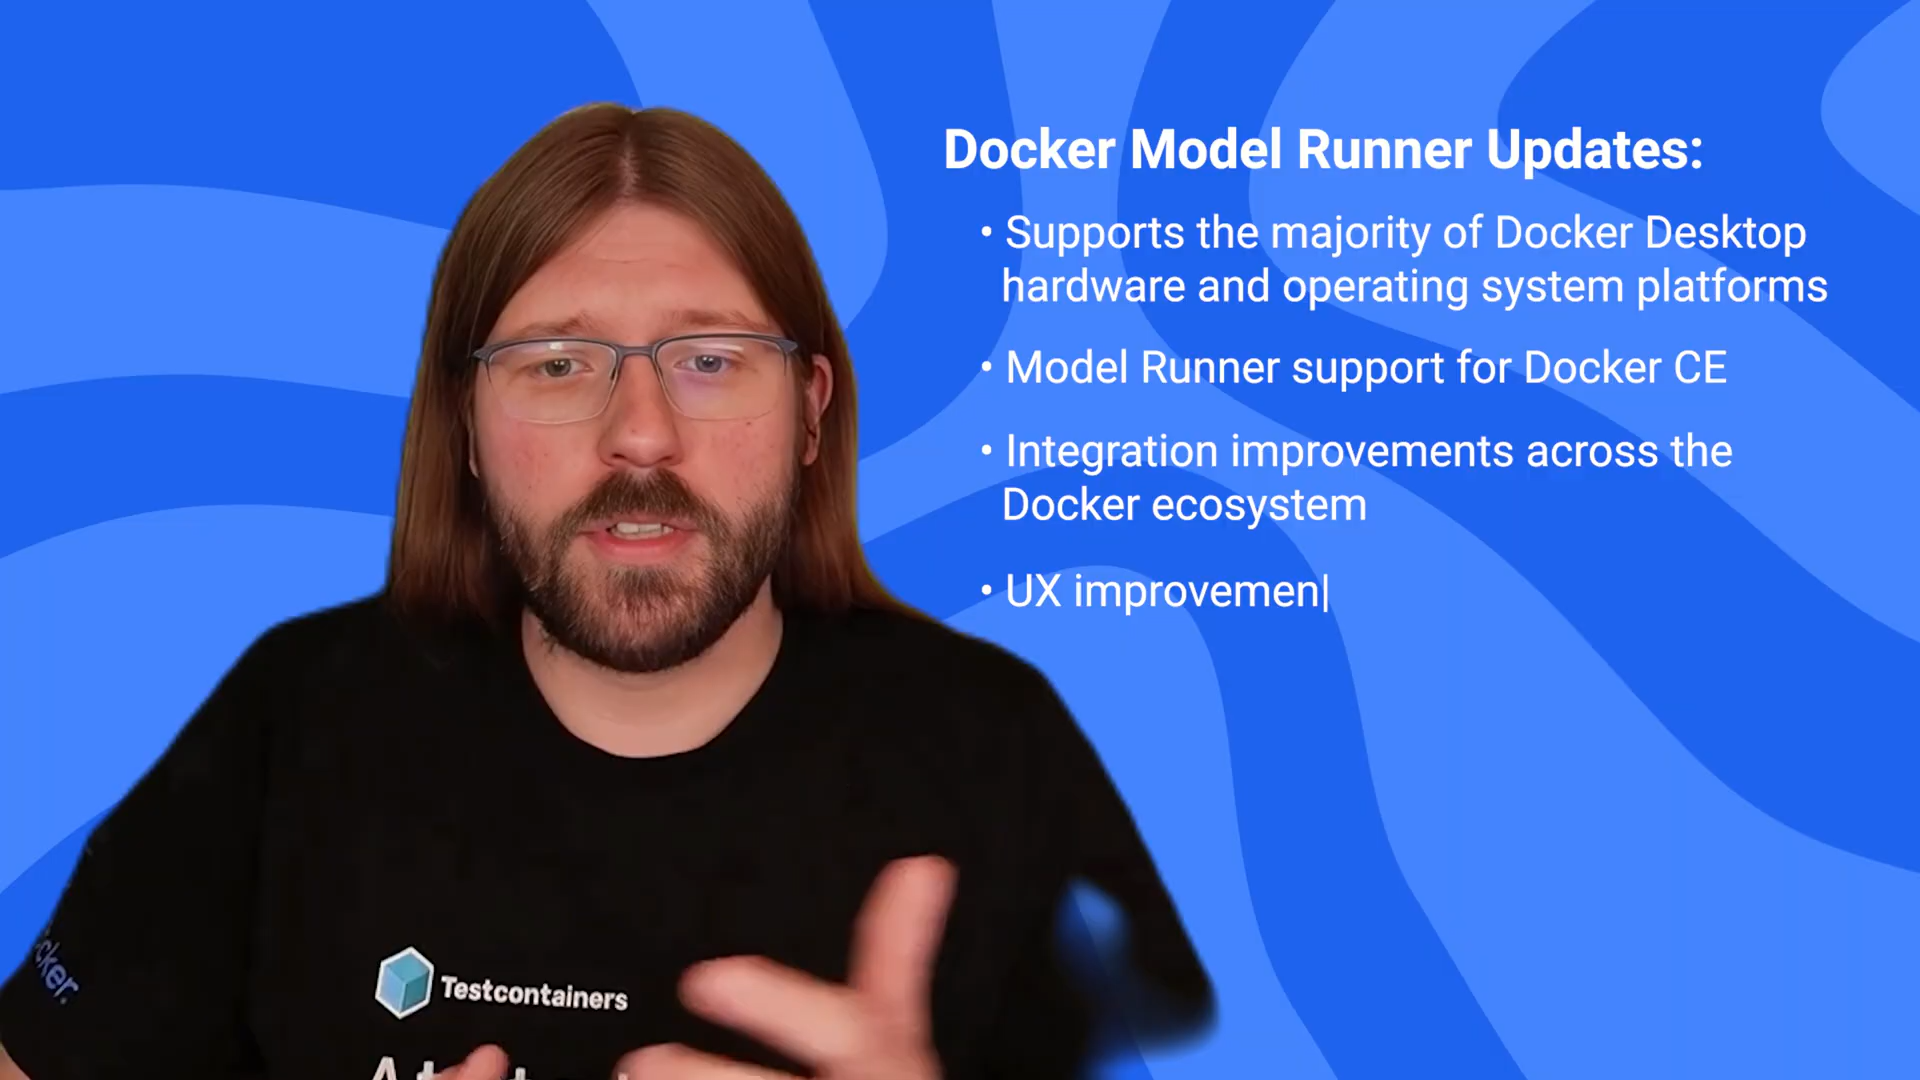 Docker Model Runner Updates:
• Supports the majority of Docker Desktop
hardware and operating system platforms
• Model Runner support for Docker CE
• Integration improvements across the
Docker ecosystem
• UX improvemen|
cker.
Testcontainers